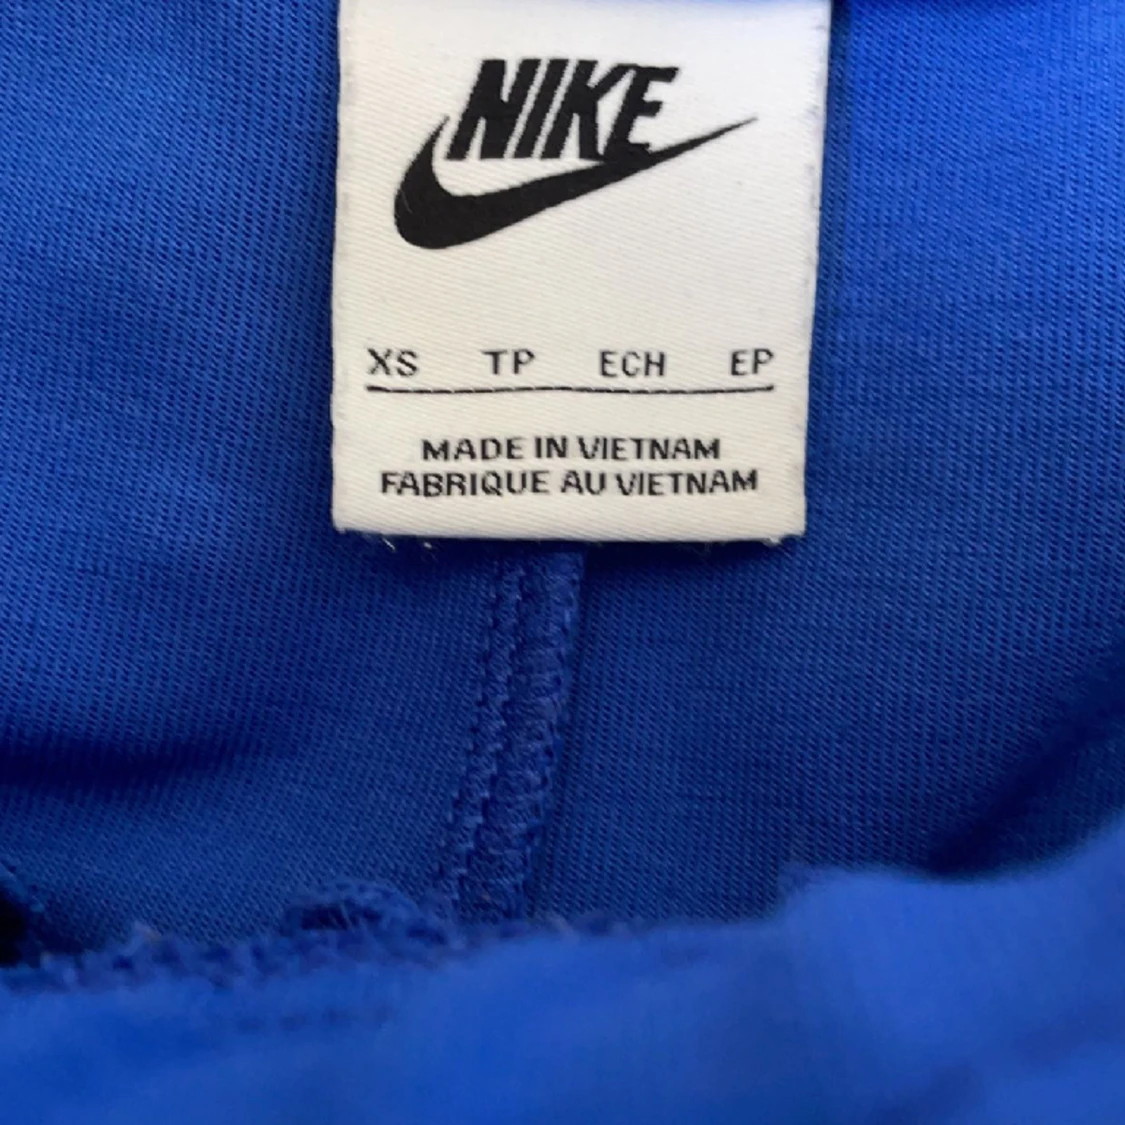 NIKE
XS TP ECH EP
MADE IN VIETNAM
FABRIQUE AU VIETNAM